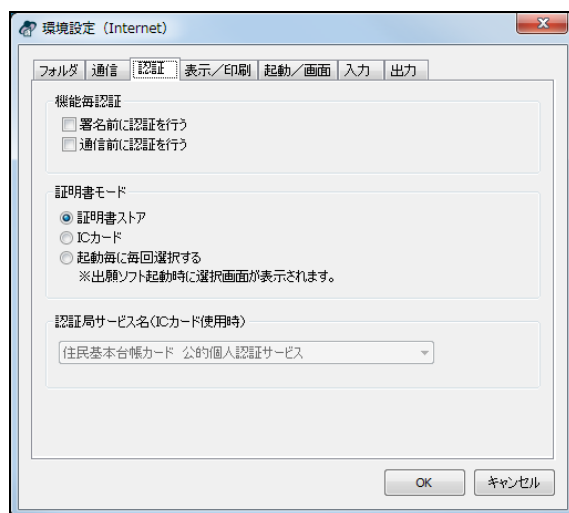 環境設定（Internet）
フォルダ 通信 認証 表示／印刷 起動／画面 入力 出力
機能毎認証
署名前に認証を行う
通信前に認証を行う
証明書モード
証明書ストア
ICカード
起動毎に毎回選択する
※出願ソフト起動時に選択画面が表示されます。
認証局サービス名(ICカード使用時)
住民基本台帳カード 公的個人認証サービス
OK キャンセル